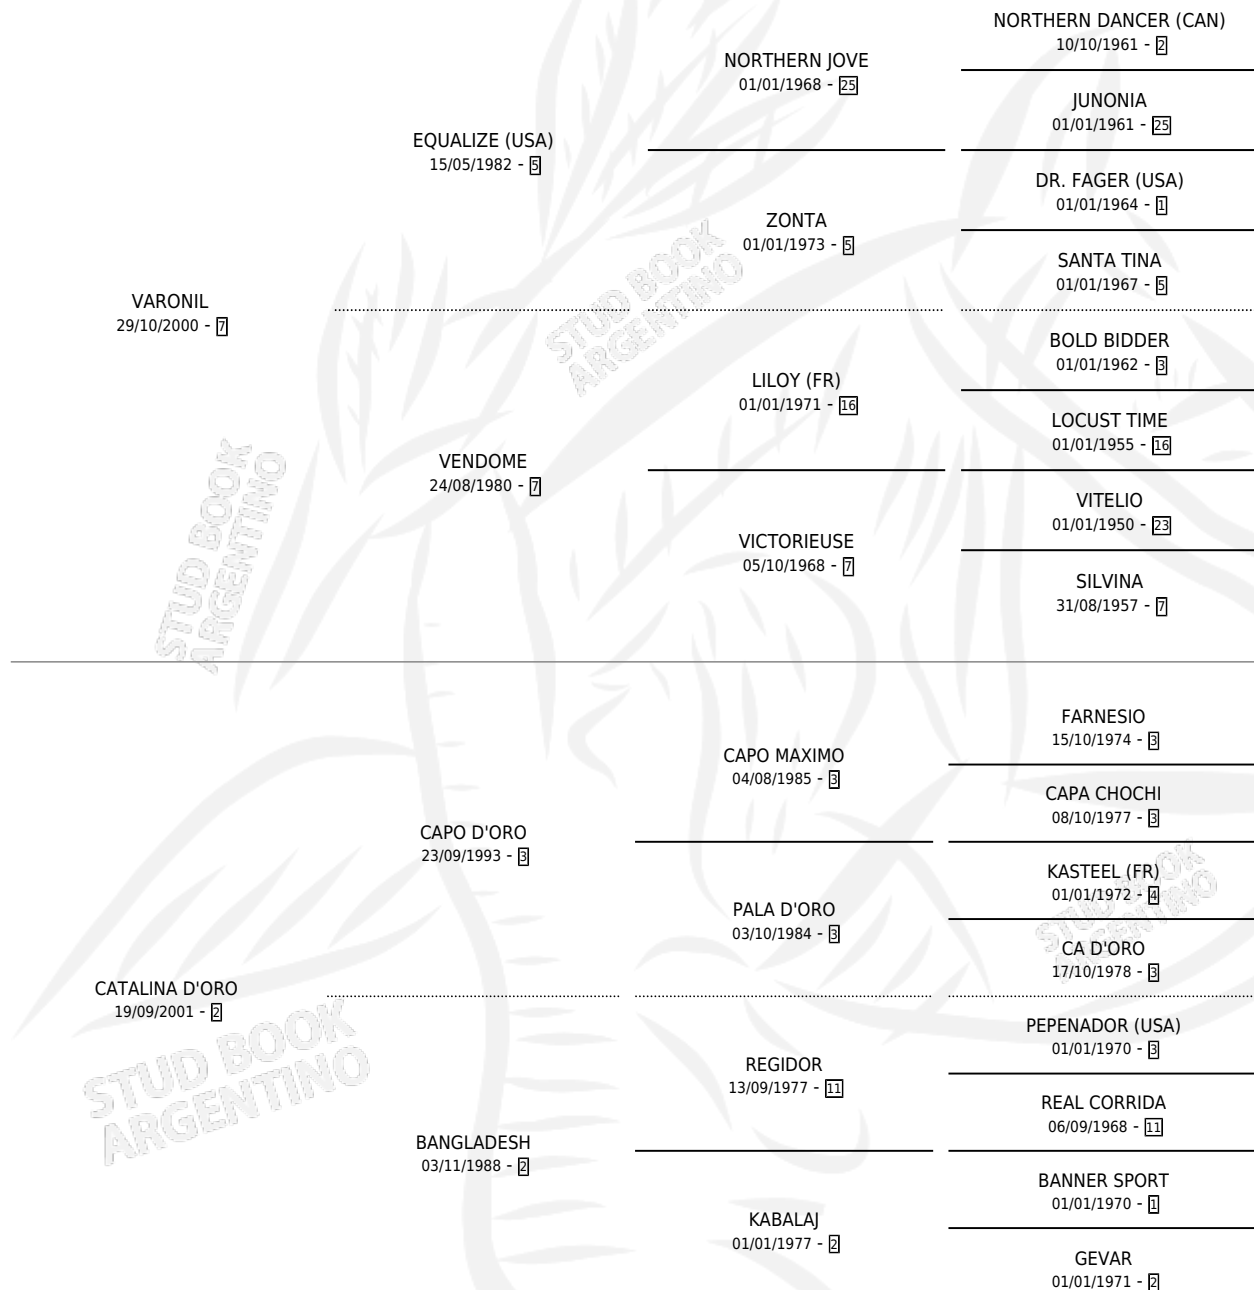 NORTHERN DANCER (CAN)
10/10/1961 - 2
NORTHERN JOVE
01/01/1968 - 25
JUNONIA
01/01/1961 - 25
EQUALIZE (USA)
15/05/1982 - 5
DR. FAGER (USA)
01/01/1964 - 1
ZONTA
01/01/1973 - 5
SANTA TINA
01/01/1967 - 5
VARONIL
29/10/2000 - 7
BOLD BIDDER
01/01/1962 - 3
LILOY (FR)
01/01/1971 - 16
LOCUST TIME
01/01/1955 - 16
VENDOME
24/08/1980 - 7
VITELIO
01/01/1950 - 23
VICTORIEUSE
05/10/1968 - 7
SILVINA
31/08/1957 - 7
FARNESIO
15/10/1974 - 3
CAPO MAXIMO
04/08/1985 - 3
CAPA CHOCHI
08/10/1977 - 3
CAPO D'ORO
23/09/1993 - 3
KASTEEL (FR)
01/01/1972 - 4
PALA D'ORO
03/10/1984 - 3
CA D'ORO
17/10/1978 - 3
CATALINA D'ORO
19/09/2001 - 2
PEPENADOR (USA)
01/01/1970 - 3
REGIDOR
13/09/1977 - 11
REAL CORRIDA
06/09/1968 - 11
BANGLADESH
03/11/1988 - 2
BANNER SPORT
01/01/1970 - 1
KABALAJ
01/01/1977 - 2
GEVAR
01/01/1971 - 2
STUD BOOK
ARGENTINO
STUD BOOK
ARGENTINO
STUD BOOK
ARGENTINO
STUD BOOK
ARGENTINO